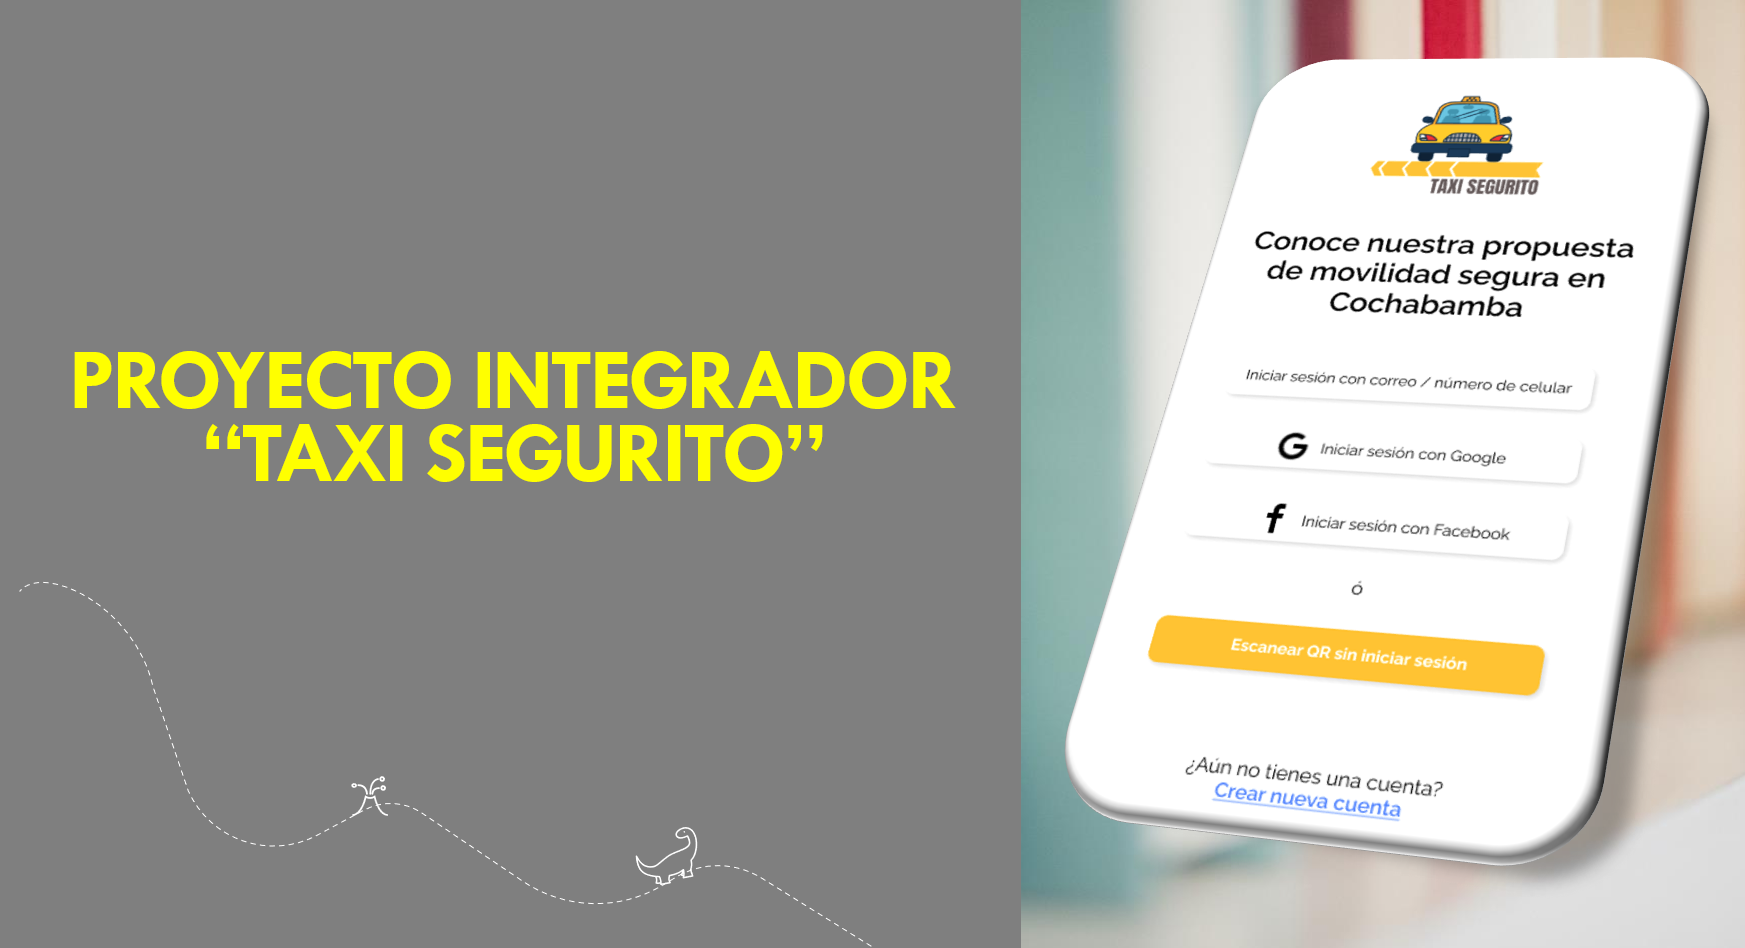 PROYECTO INTEGRADOR
“TAXI SEGURITO”
TAXI SEGURITO
Conoce nuestra propuesta
de movilidad segura en
Cochabamba
Iniciar sesión con correo / número de celular
G Iniciar sesión con Google
f Iniciar sesión con Facebook
ó
Escanear QR sin iniciar sesión
¿Aún no tienes una cuenta?
Crear nueva cuenta